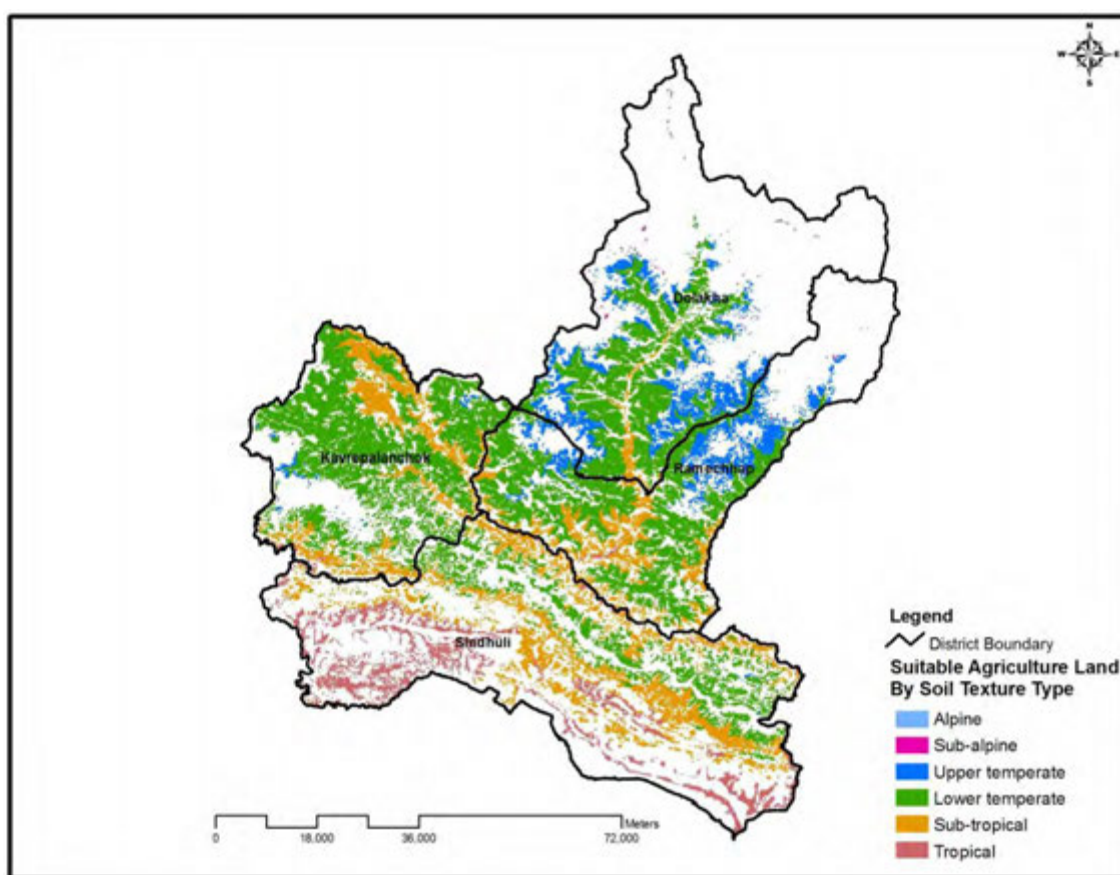 N
W E
S
Dolakha
Kavrepalanchok
Ramechhap
Sindhuli
Legend
District Boundary
Suitable Agriculture Land
By Soil Texture Type
Alpine
Sub-alpine
Upper temperate
Lower temperate
Sub-tropical
Tropical
Meters
0 18,000 36,000 72,000